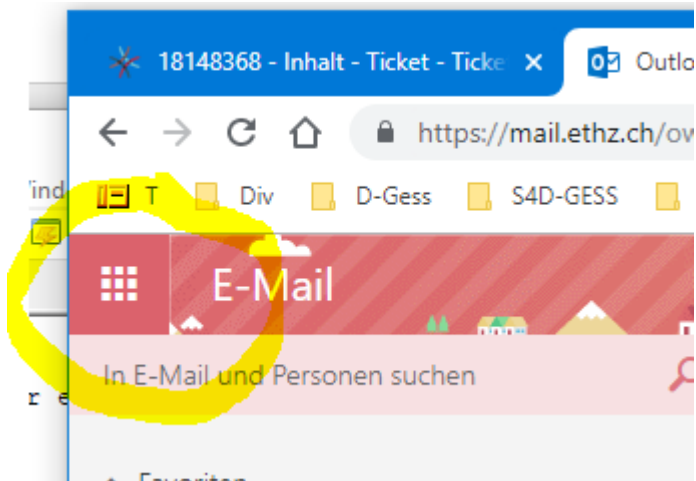 18148368 - Inhalt - Ticket - Ticke
Outlo
https://mail.ethz.ch/ow
T Div D-Gess S4D-GESS
E-Mail
In E-Mail und Personen suchen
Favoriten